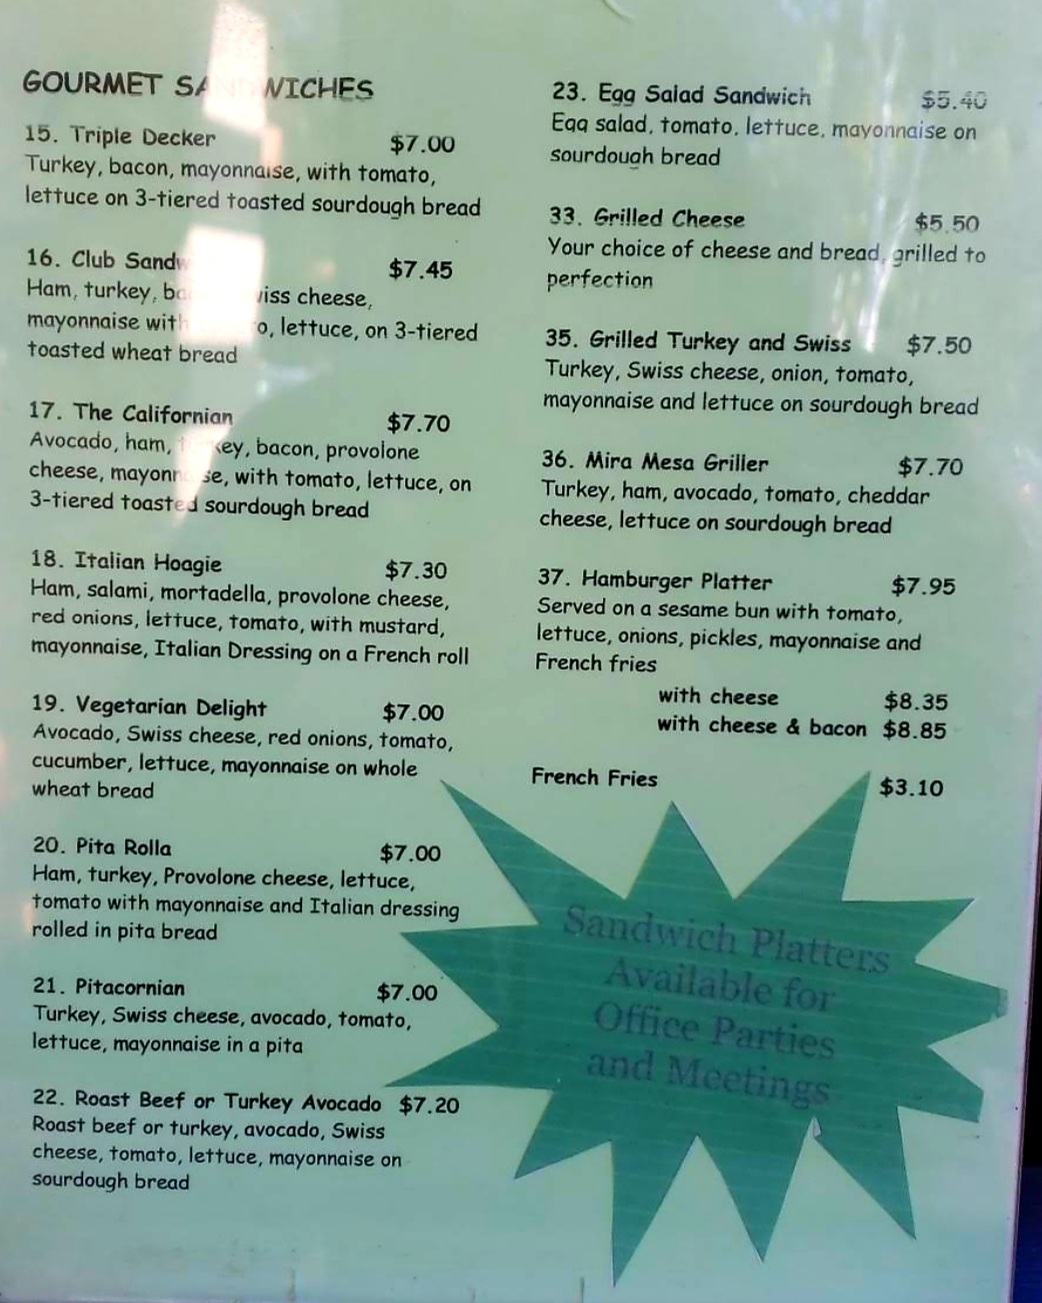 GOURMET SANDWICHES
15. Triple Decker $7.00
Turkey, bacon, mayonnaise, with tomato,
lettuce on 3-tiered toasted sourdough bread
16. Club Sandw $7.45
Ham, turkey, ba iss cheese,
mayonnaise with o, lettuce, on 3-tiered
toasted wheat bread
17. The Californian $7.70
Avocado, ham, turkey, bacon, provolone
cheese, mayonnaise, with tomato, lettuce, on
3-tiered toasted sourdough bread
18. Italian Hoagie $7.30
Ham, salami, mortadella, provolone cheese,
red onions, lettuce, tomato, with mustard,
mayonnaise, Italian Dressing on a French roll
19. Vegetarian Delight $7.00
Avocado, Swiss cheese, red onions, tomato,
cucumber, lettuce, mayonnaise on whole
wheat bread
20. Pita Rolla $7.00
Ham, turkey, Provolone cheese, lettuce,
tomato with mayonnaise and Italian dressing
rolled in pita bread
21. Pitacornian $7.00
Turkey, Swiss cheese, avocado, tomato,
lettuce, mayonnaise in a pita
22. Roast Beef or Turkey Avocado $7.20
Roast beef or turkey, avocado, Swiss
cheese, tomato, lettuce, mayonnaise on
sourdough bread
23. Egg Salad Sandwich $5.40
Egg salad, tomato, lettuce, mayonnaise on
sourdough bread
33. Grilled Cheese $5.50
Your choice of cheese and bread, grilled to
perfection
35. Grilled Turkey and Swiss $7.50
Turkey, Swiss cheese, onion, tomato,
mayonnaise and lettuce on sourdough bread
36. Mira Mesa Griller $7.70
Turkey, ham, avocado, tomato, cheddar
cheese, lettuce on sourdough bread
37. Hamburger Platter $7.95
Served on a sesame bun with tomato,
lettuce, onions, pickles, mayonnaise and
French fries
with cheese $8.35
with cheese & bacon $8.85
French Fries $3.10
Sandwich Platters
Available for
Office Parties
and Meetings